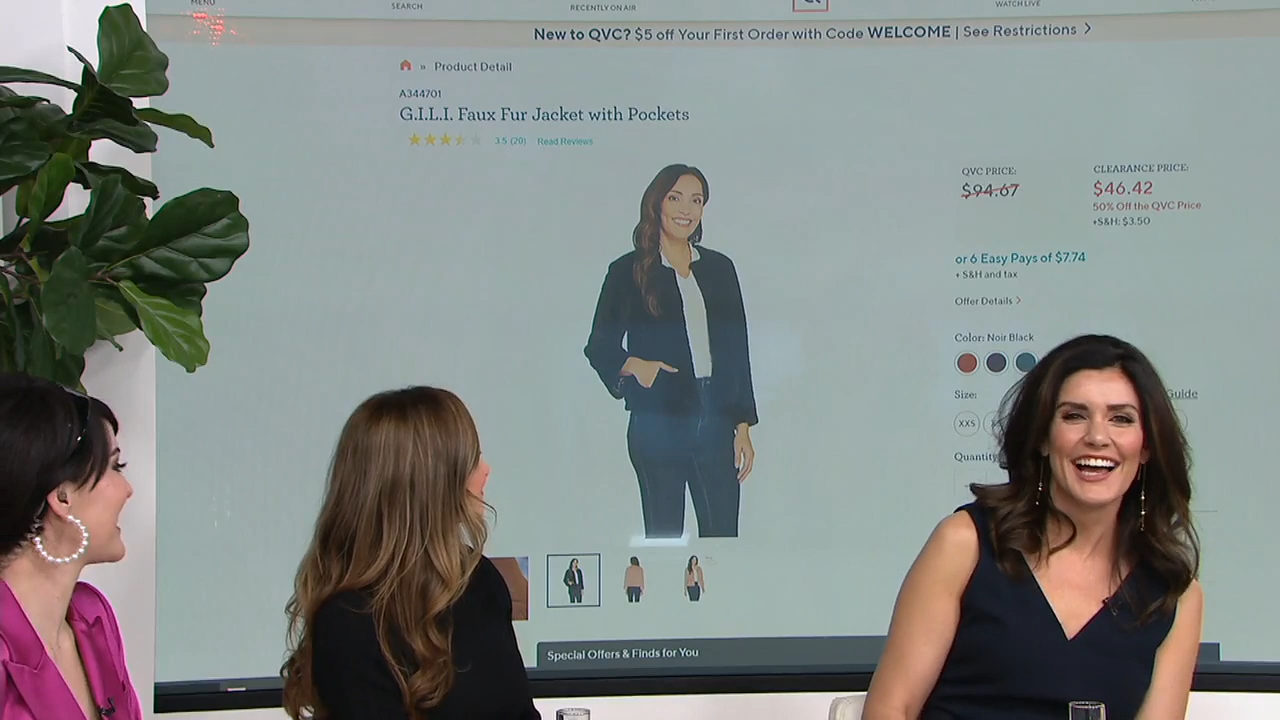 MENU
SEARCH
RECENTLY ON AIR
WATCH LIVE
New to QVC? $5 off Your First Order with Code WELCOME | See Restrictions >
» Product Detail
A344701
G.I.L.I. Faux Fur Jacket with Pockets
3.5 (20) Read Reviews
QVC PRICE:
$94.67
CLEARANCE PRICE:
$46.42
50% Off the QVC Price
+S&H: $3.50
or 6 Easy Pays of $7.74
+ S&H and tax
Offer Details >
Color: Noir Black
Size:
Guide
XXS
Quantity
Special Offers & Finds for You